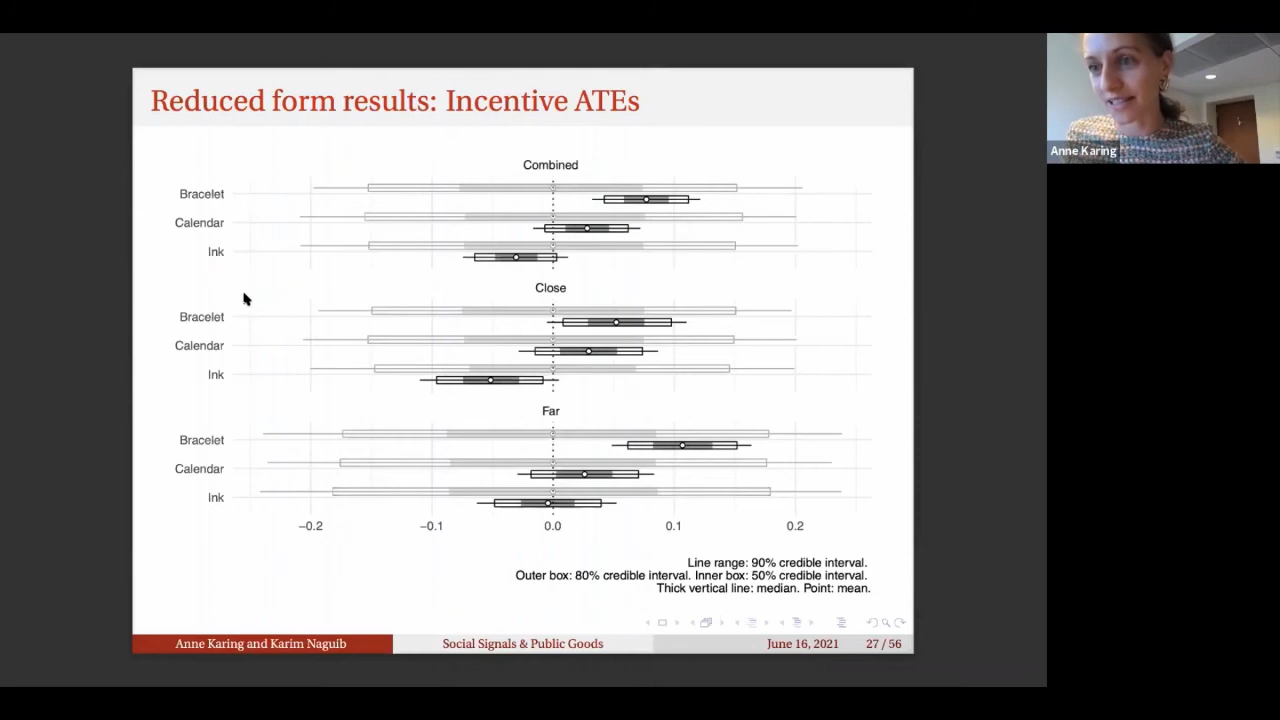 Reduced form results: Incentive ATEs
Anne Karing
Combined
Bracelet
Calendar
Ink
Close
Bracelet
Calendar
Ink
Far
Bracelet
Calendar
Ink
−0.2 −0.1 0.0 0.1 0.2
Line range: 90% credible interval.
Outer box: 80% credible interval. Inner box: 50% credible interval.
Thick vertical line: median. Point: mean.
Anne Karing and Karim Naguib Social Signals & Public Goods June 16, 2021 27 / 56